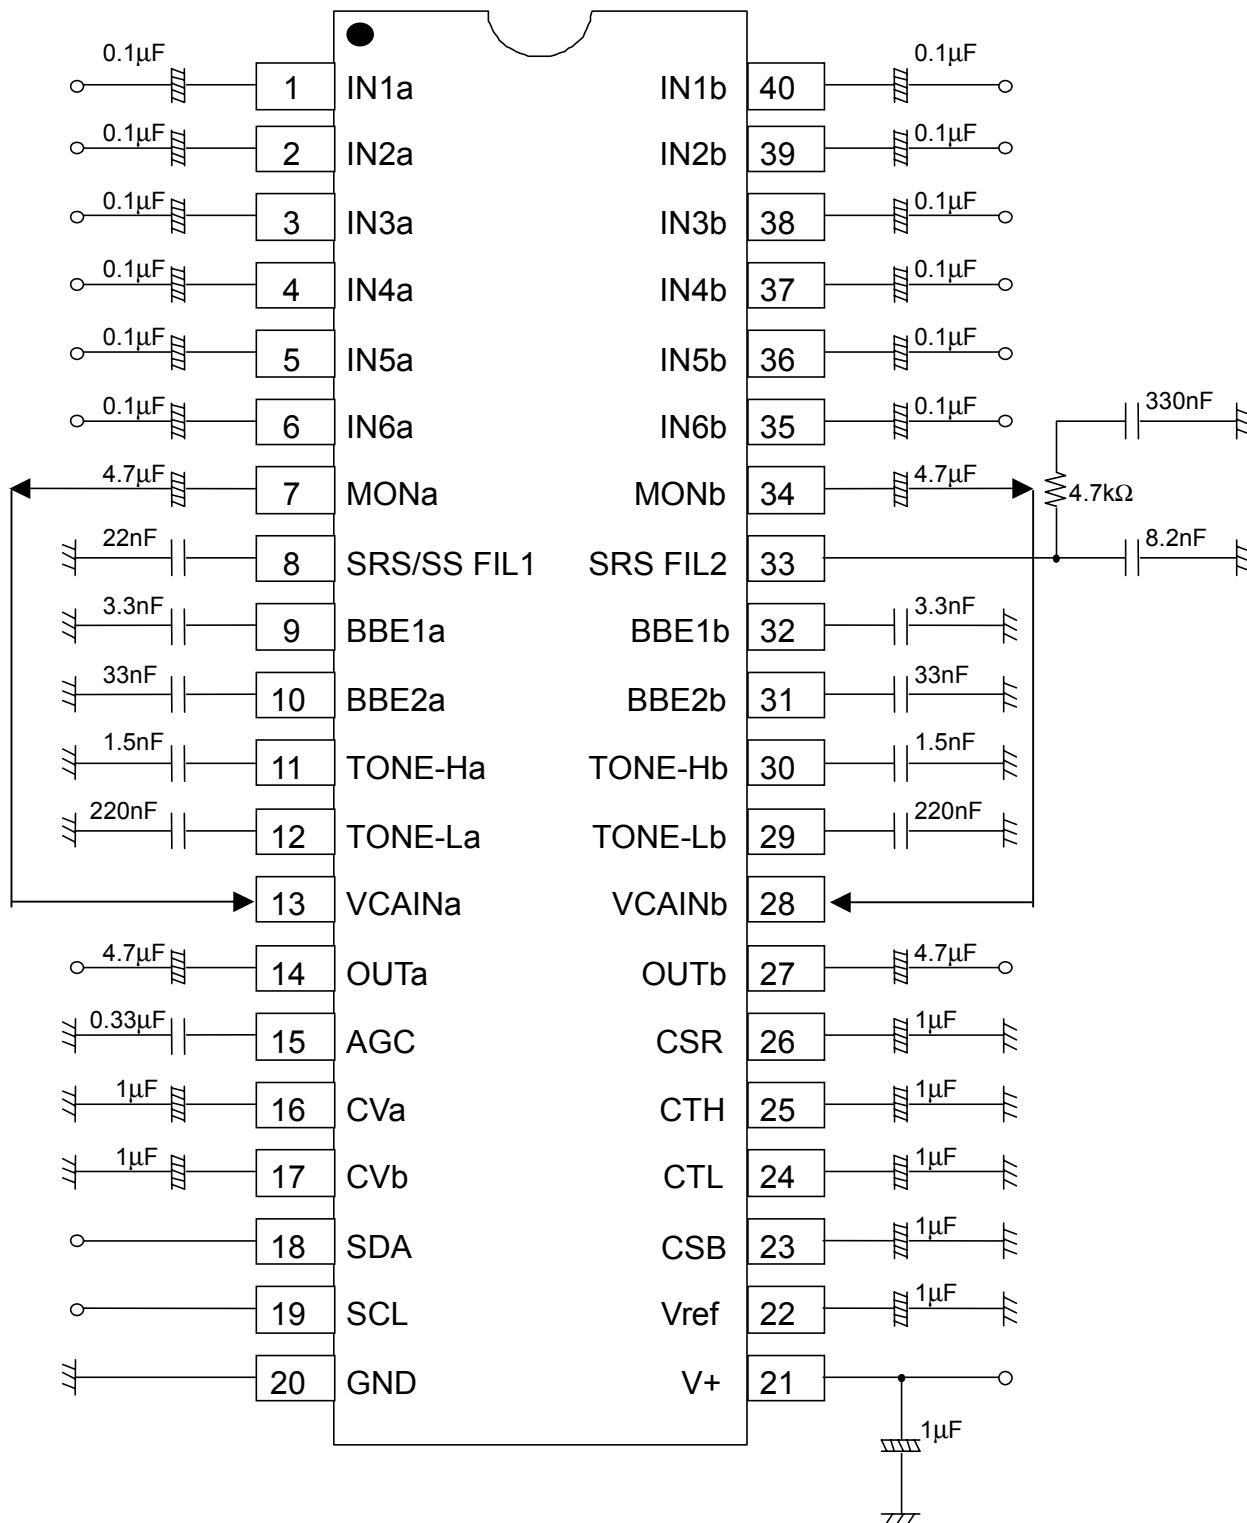 0.1μF 1 IN1a IN1b 40 0.1μF
0.1μF 2 IN2a IN2b 39 0.1μF
0.1μF 3 IN3a IN3b 38 0.1μF
0.1μF 4 IN4a IN4b 37 0.1μF
0.1μF 5 IN5a IN5b 36 0.1μF
0.1μF 6 IN6a IN6b 35 0.1μF 330nF
4.7μF 7 MONa MONb 34 4.7μF 4.7kΩ
22nF 8 SRS/SS FIL1 SRS FIL2 33 8.2nF
3.3nF 9 BBE1a BBE1b 32 3.3nF
33nF 10 BBE2a BBE2b 31 33nF
1.5nF 11 TONE-Ha TONE-Hb 30 1.5nF
220nF 12 TONE-La TONE-Lb 29 220nF
13 VCAINa VCAINb 28
4.7μF 14 OUTa OUTb 27 4.7μF
0.33μF 15 AGC CSR 26 1μF
1μF 16 CVa CTH 25 1μF
1μF 17 CVb CTL 24 1μF
18 SDA CSB 23 1μF
19 SCL Vref 22 1μF
20 GND V+ 21
1μF